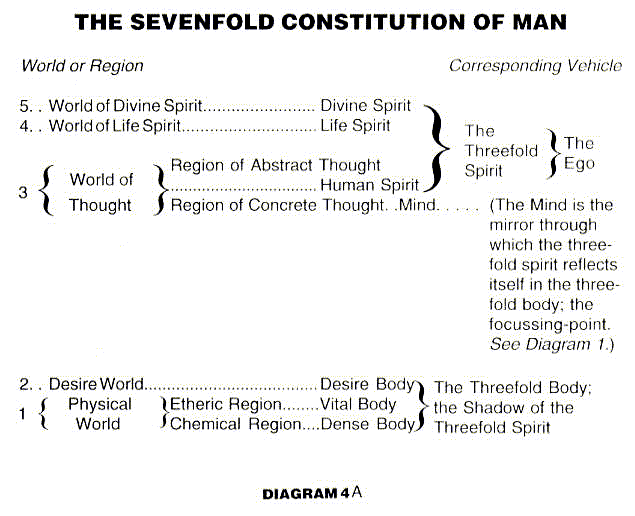 THE SEVENFOLD CONSTITUTION OF MAN
World or Region Corresponding Vehicle
5. . World of Divine Spirit........................ Divine Spirit
4. . World of Life Spirit............................. Life Spirit
The
Threefold
Spirit
The
Ego
3
World of
Thought
Region of Abstract Thought
................................ Human Spirit
Region of Concrete Thought. .Mind. . . . .
(The Mind is the
mirror through
which the three-
fold spirit reflects
itself in the three-
fold body; the
focussing-point.
See Diagram 1.)
2. . Desire World..................................... Desire Body
1
Physical
World
Etheric Region........Vital Body
Chemical Region....Dense Body
The Threefold Body;
the Shadow of the
Threefold Spirit
DIAGRAM 4A